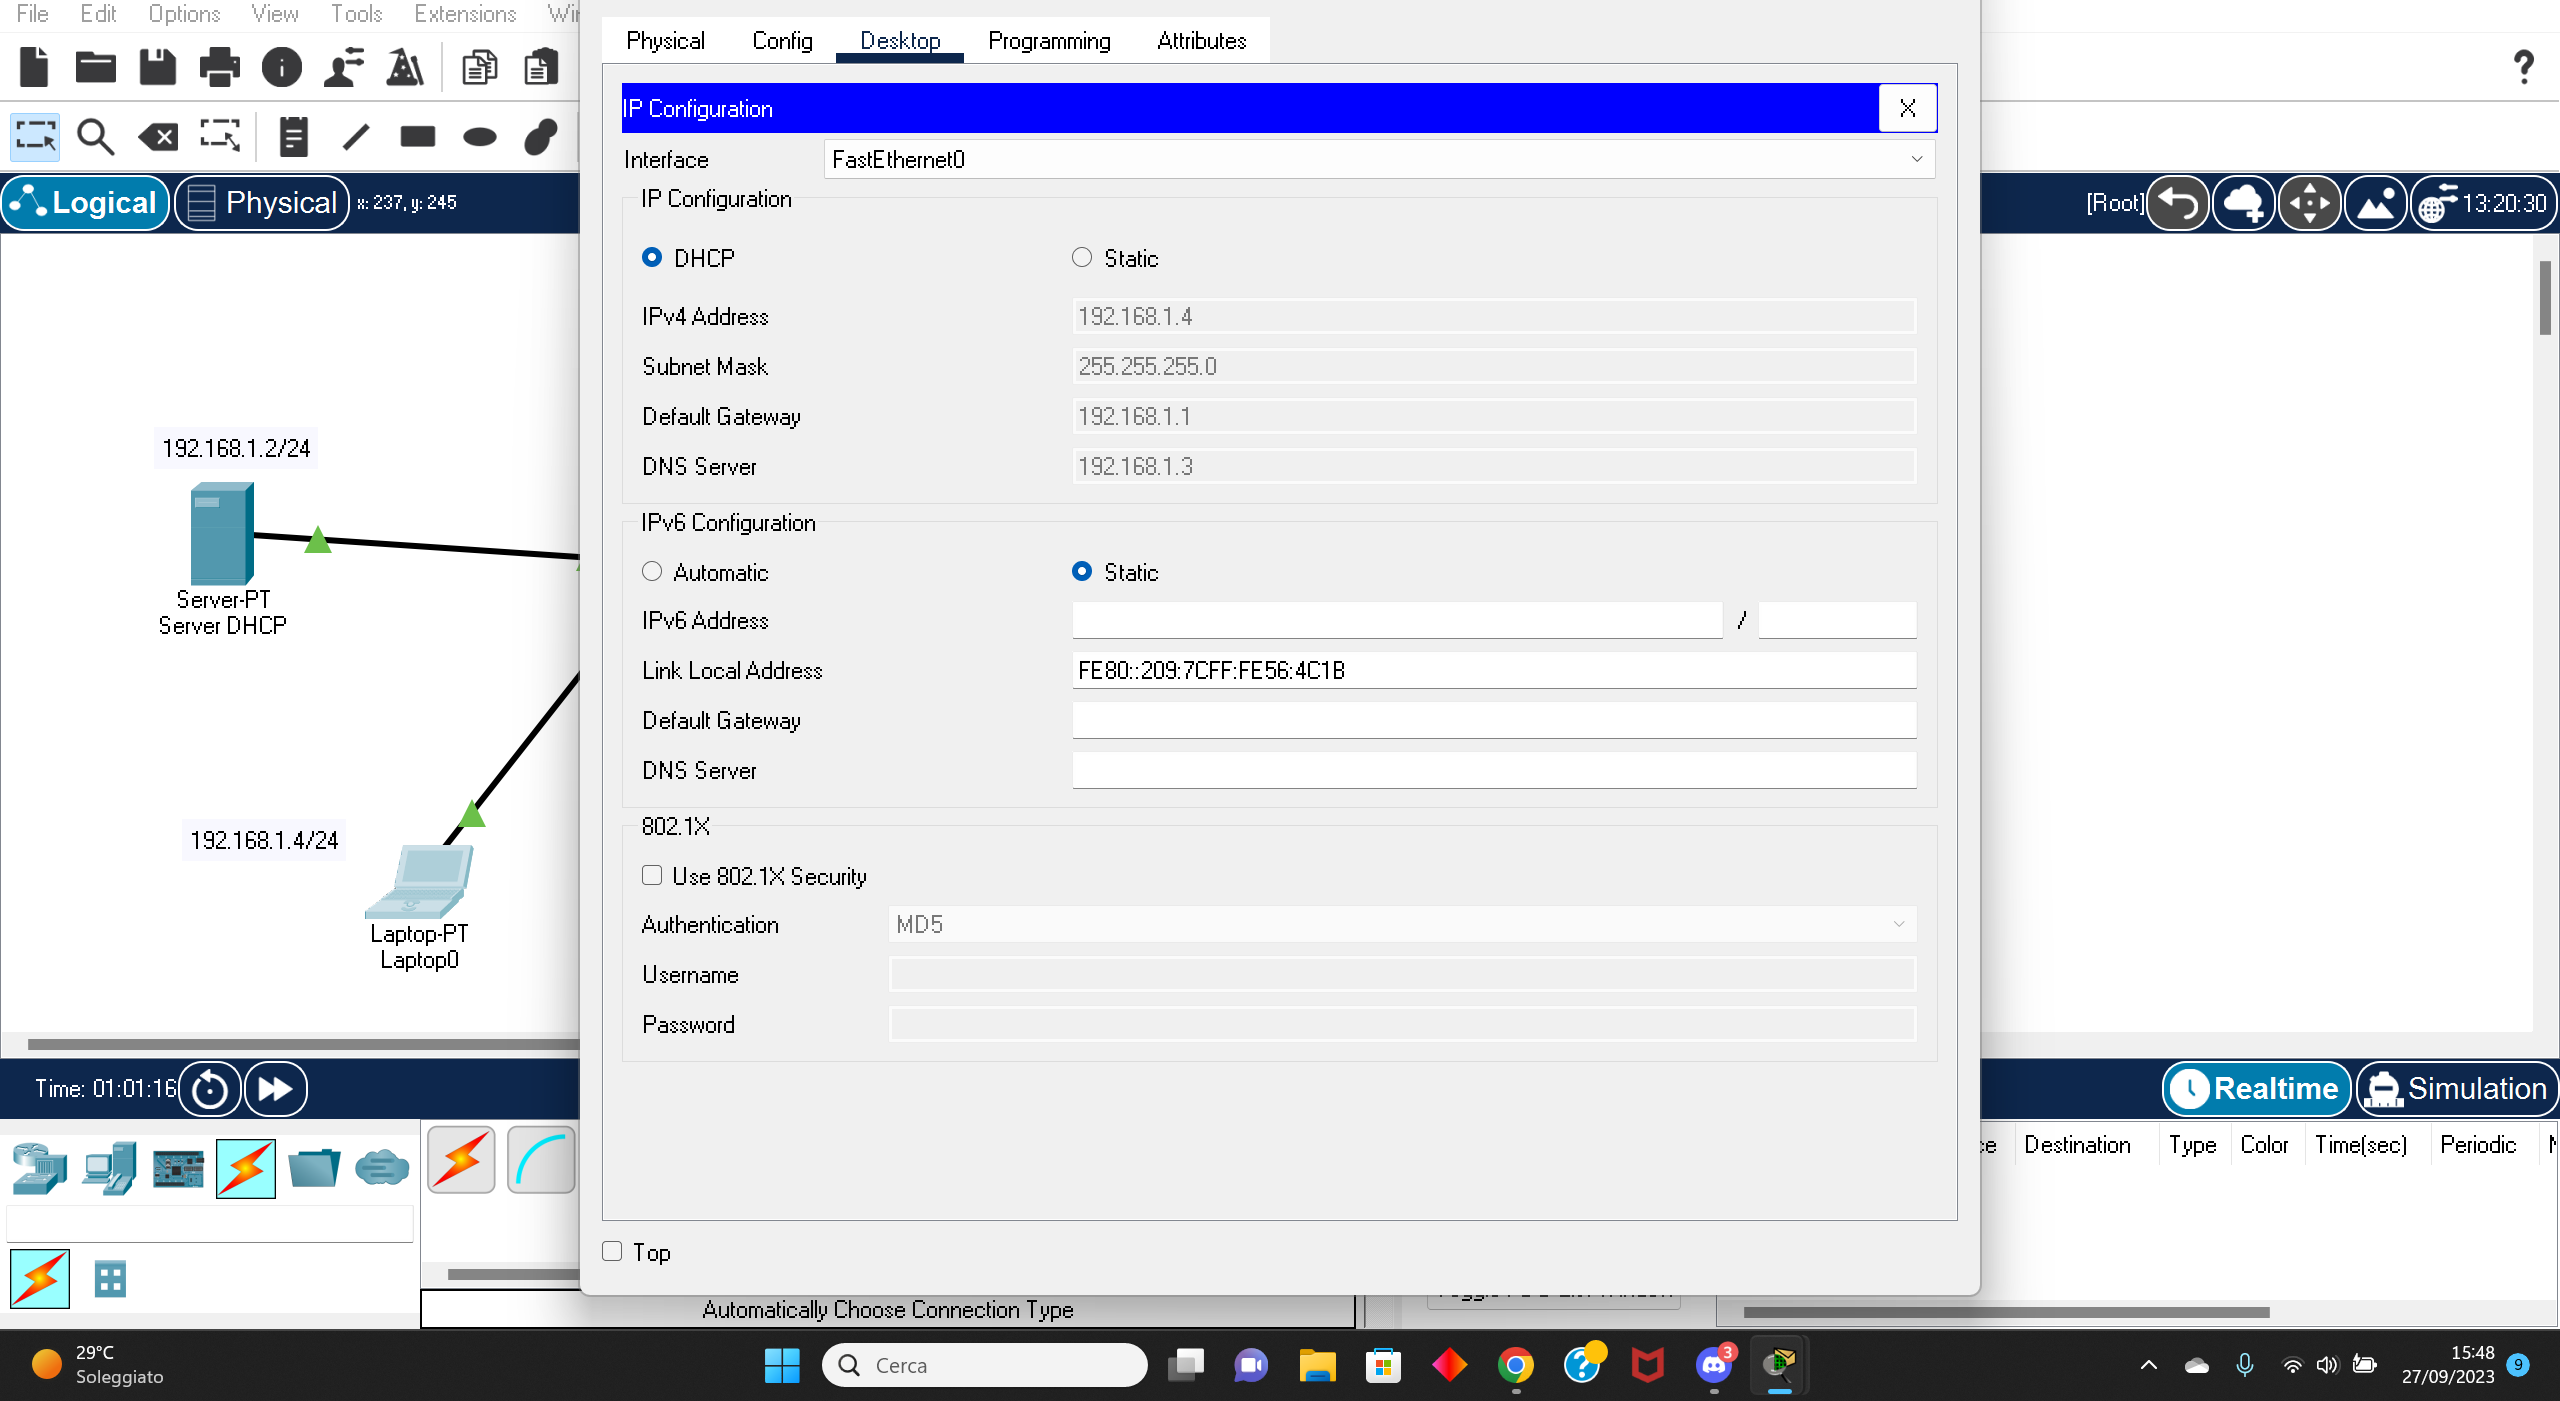 File Edit Options View Tools Extensions
Physical Config Desktop Programming Attributes
IP Configuration X
Interface FastEthernet0
IP Configuration
DHCP Static
IPv4 Address 192.168.1.4
Subnet Mask 255.255.255.0
Default Gateway 192.168.1.1
DNS Server 192.168.1.3
IPv6 Configuration
Automatic Static
IPv6 Address /
Link Local Address FE80::209:7CFF:FE56:4C1B
Default Gateway
DNS Server
802.1X
Use 802.1X Security
Authentication MD5
Username
Password
Top
?
Logical Physical x: 237, y: 245
[Root] 13:20:30
192.168.1.2/24
Server-PT
Server DHCP
192.168.1.4/24
Laptop-PT
Laptop0
Time: 01:01:16
Realtime Simulation
Destination Type Color Time(sec) Periodic
Automatically Choose Connection Type
29°C
Soleggiato
Cerca
3
15:48
27/09/2023
9